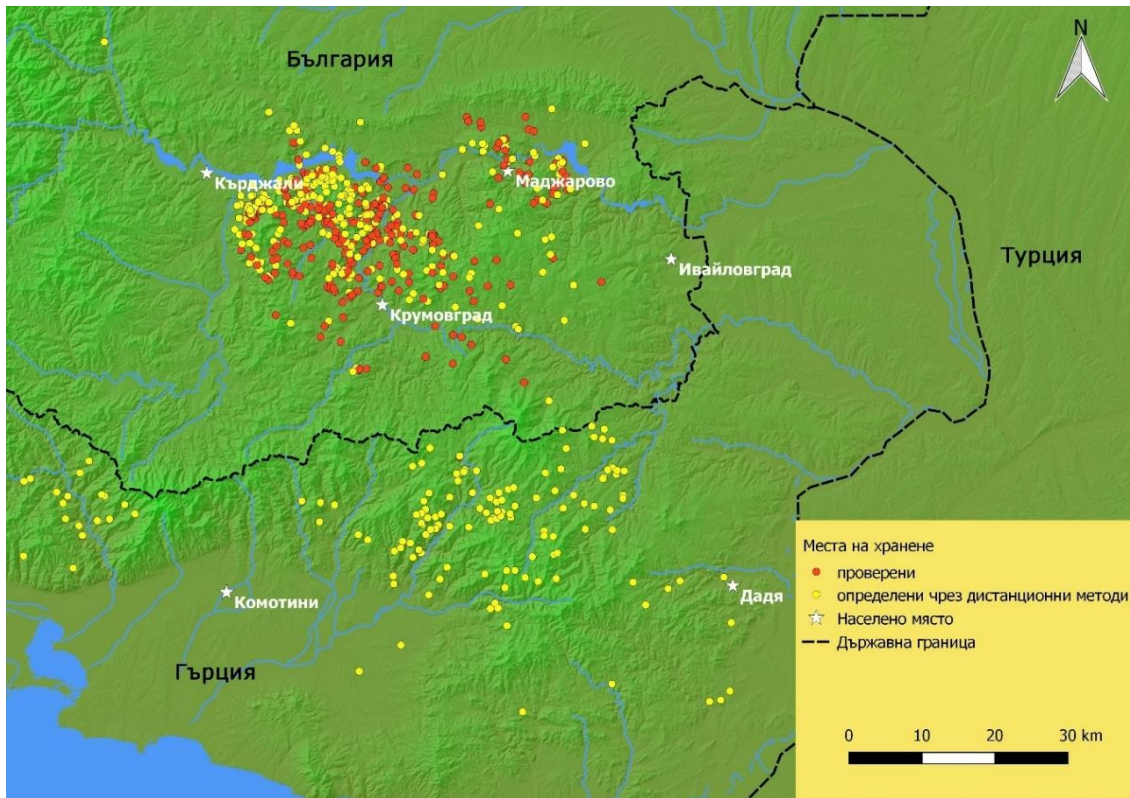 N
България
Кърджали
Маджарово
Турция
Ивайловград
Крумовград
Места на хранене
проверени
определени чрез дистанционни методи
Населено място
Държавна граница
Комотини
Дадя
Гърция
0 10 20 30 km